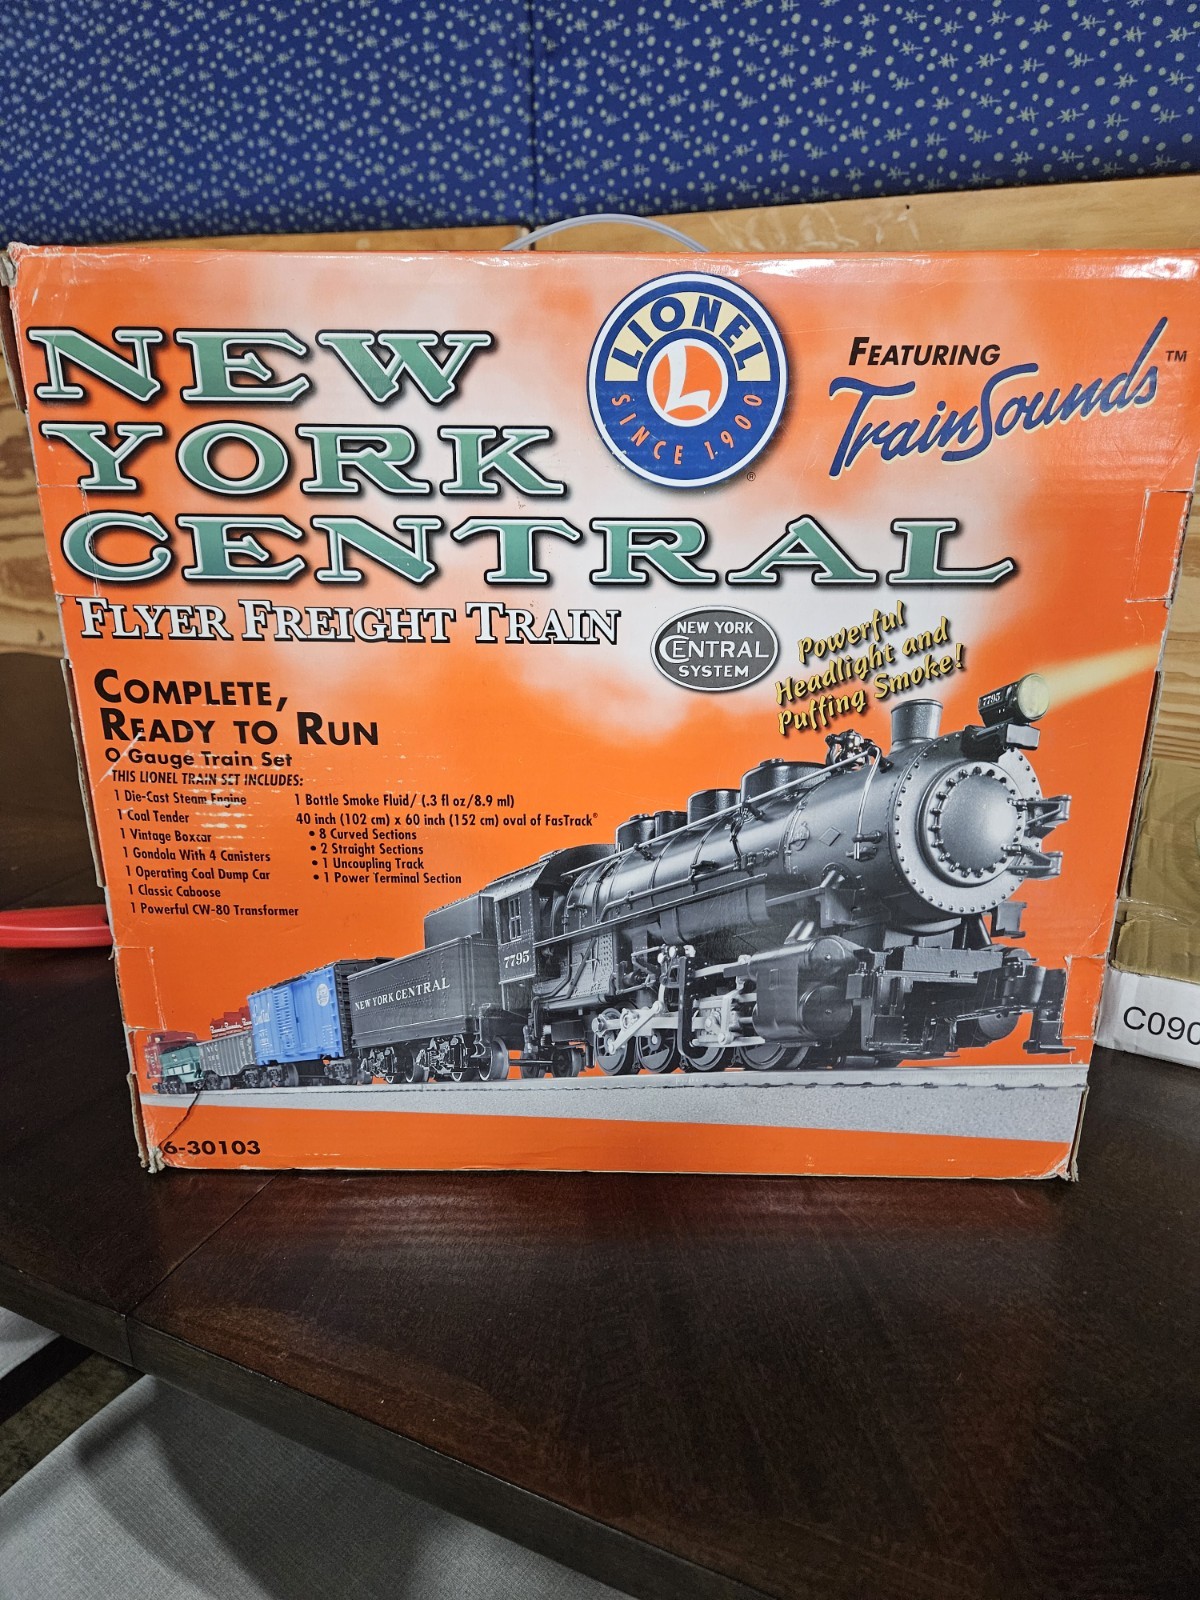 NEW
YORK
CENTRAL
FLYER FREIGHT TRAIN
LIONEL
L
SINCE 1900
®
FEATURING
TrainSounds™
NEW YORK
CENTRAL
SYSTEM
Powerful
Headlight and
Puffing Smoke!
COMPLETE,
READY TO RUN
O Gauge Train Set
THIS LIONEL TRAIN SET INCLUDES:
1 Die-Cast Steam Engine
1 Coal Tender
1 Vintage Boxcar
1 Gondola With 4 Canisters
1 Operating Coal Dump Car
1 Classic Caboose
1 Powerful CW-80 Transformer
1 Bottle Smoke Fluid/ (.3 fl oz/8.9 ml)
40 inch (102 cm) x 60 inch (152 cm) oval of FasTrack®
• 8 Curved Sections
• 2 Straight Sections
• 1 Uncoupling Track
• 1 Power Terminal Section
7795
7795
NEW YORK CENTRAL
6-30103
C090